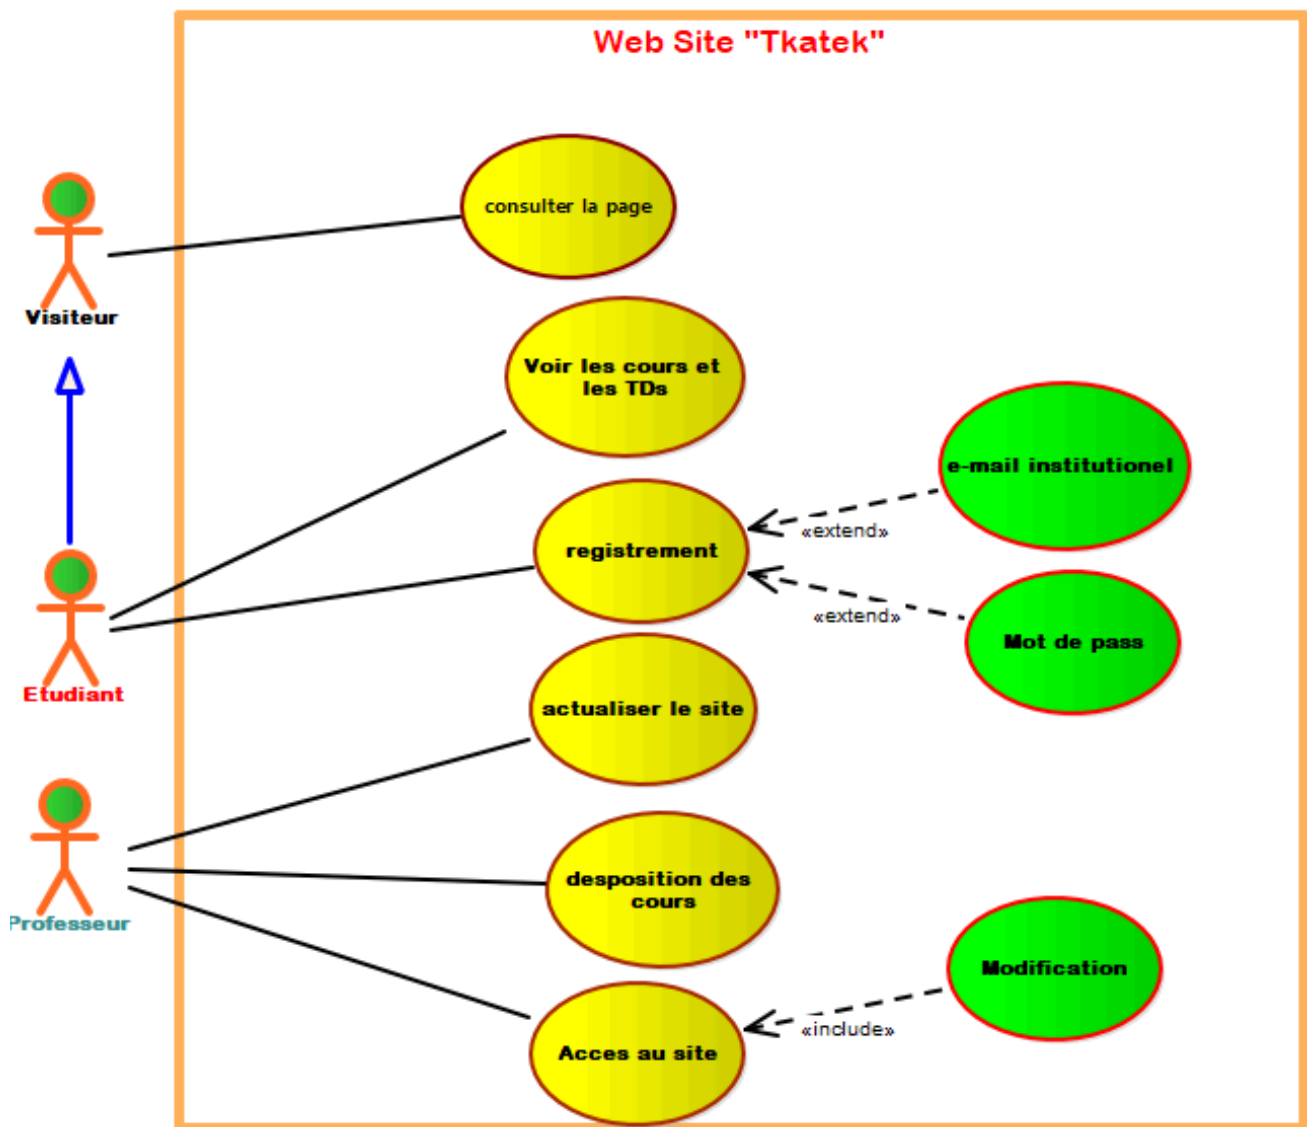 Web Site "Tkatek"
consulter la page
Visiteur
Voir les cours et
les TDs
e-mail institutionel
«extend»
registrement
«extend»
Mot de pass
Etudiant
actualiser le site
desposition des
cours
Professeur
Modification
«include»
Acces au site